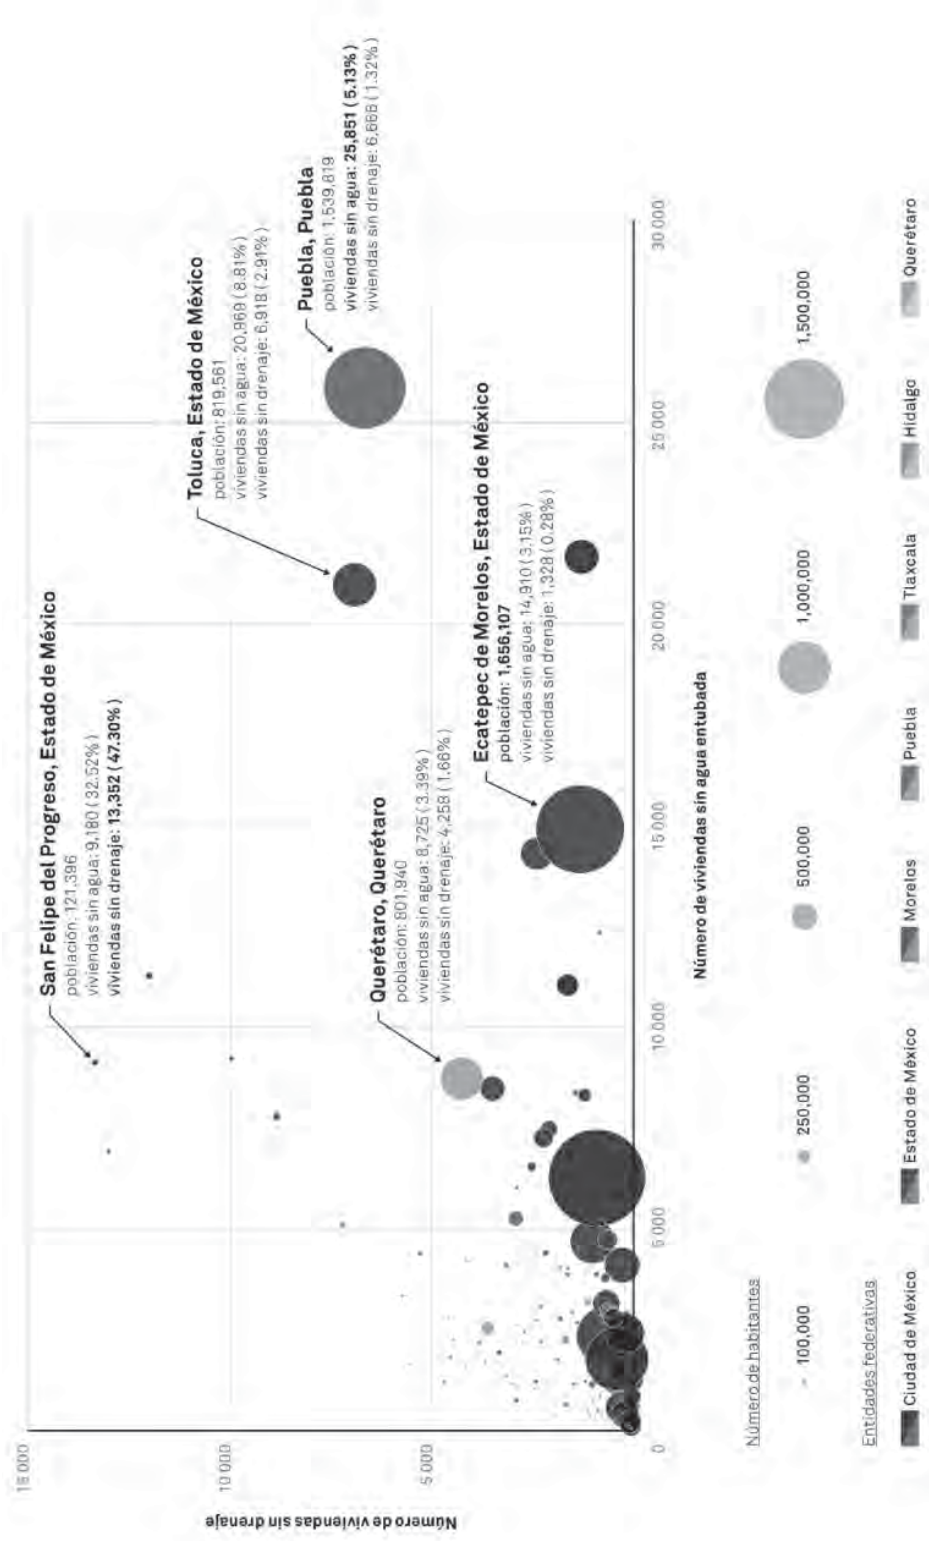 Número de viviendas sin drenaje
15 000
10 000
5 000
San Felipe del Progreso, Estado de México
población: 121,396
viviendas sin agua: 9,180 ( 32.52% )
viviendas sin drenaje: 13,352 ( 47.30% )
Toluca, Estado de México
población: 819,561
viviendas sin agua: 20,969 ( 8.81% )
viviendas sin drenaje: 6,918 ( 2.91% )
Puebla, Puebla
población: 1,539,819
viviendas sin agua: 25,851 ( 5.13% )
viviendas sin drenaje: 6,668 ( 1.32% )
Querétaro, Querétaro
población: 801,940
viviendas sin agua: 8,725 ( 3.39% )
viviendas sin drenaje: 4,258 ( 1.66% )
Ecatepec de Morelos, Estado de México
población: 1,656,107
viviendas sin agua: 14,910 ( 3.15% )
viviendas sin drenaje: 1,328 ( 0.28% )
0 5 000 10 000 15 000 20 000 25 000 30 000
Número de viviendas sin agua entubada
Número de habitantes
100,000 250,000 500,000 1,000,000 1,500,000
Entidades federativas
Ciudad de México Estado de México Morelos Puebla Tlaxcala Hidalgo Querétaro